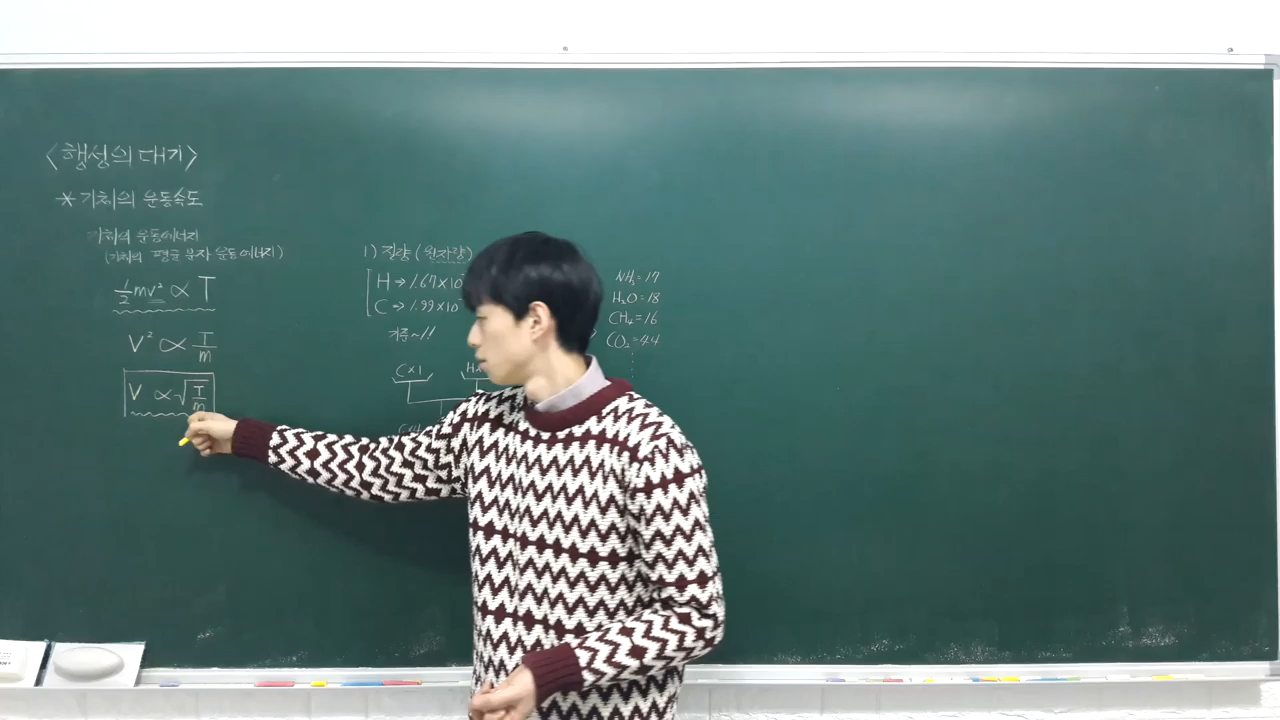 <행성의 대기>
* 기체의 운동속도
기체의 운동에너지
(기체의 평균 분자 운동에너지)
½mv² ∝ T
V² ∝ T/m
V ∝ √T/m
1) 질량 (원자량)
H → 1.67×10
C → 1.99×10
C×1
NH₃=17
H₂O=18
CH₄=16
CO₂=44